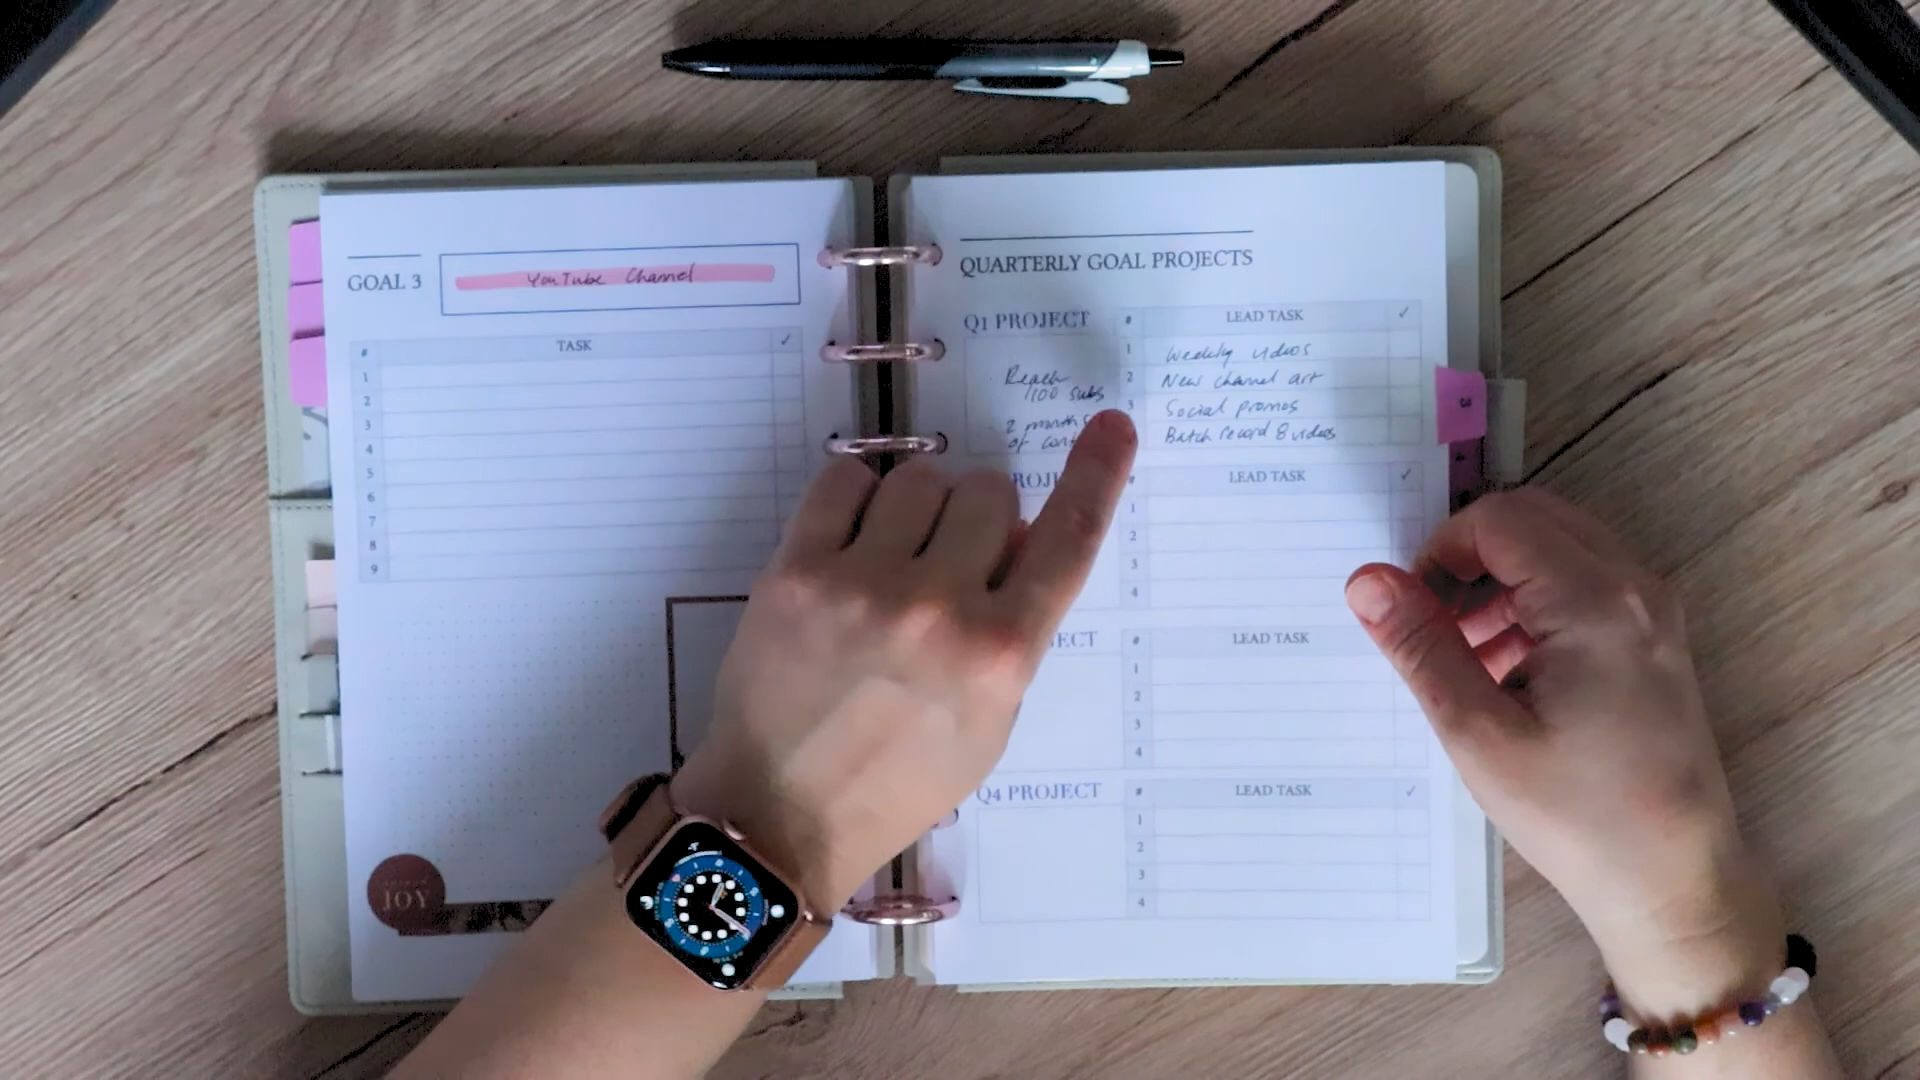 GOAL 3
YouTube Channel
# TASK ✓
1
2
3
4
5
6
7
8
9
JOY
QUARTERLY GOAL PROJECTS
Q1 PROJECT
Reach
100 subs
2 months
of
# LEAD TASK ✓
1 Weekly videos
2 New channel art
3 Social promos
Batch record 8 videos
# LEAD TASK ✓
1
2
3
4
# LEAD TASK
1
2
3
4
Q4 PROJECT
# LEAD TASK ✓
1
2
3
4